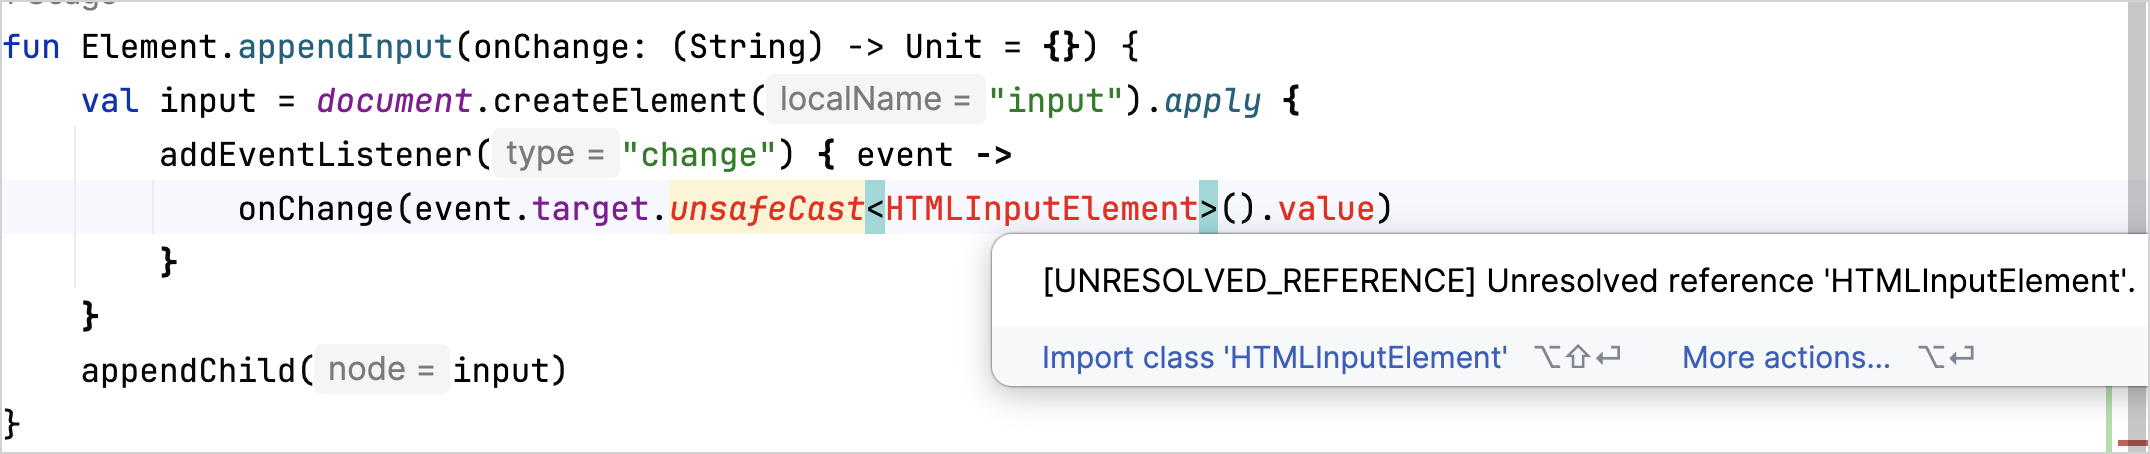 fun Element.appendInput(onChange: (String) -> Unit = {}) {
val input = document.createElement( localName = "input").apply {
addEventListener( type = "change") { event ->
onChange(event.target.unsafeCast<HTMLInputElement>().value)
}
[UNRESOLVED_REFERENCE] Unresolved reference 'HTMLInputElement'.
}
Import class 'HTMLInputElement' ⌥⇧⏎ More actions... ⌥⏎
appendChild( node = input)
}